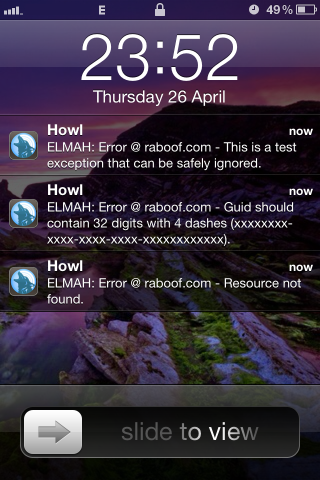 E 49%
23:52
Thursday 26 April
Howl now
ELMAH: Error @ raboof.com - This is a test
exception that can be safely ignored.
Howl now
ELMAH: Error @ raboof.com - Guid should
contain 32 digits with 4 dashes (xxxxxxxx-
xxxx-xxxx-xxxx-xxxxxxxxxxxx).
Howl now
ELMAH: Error @ raboof.com - Resource not
found.
slide to view